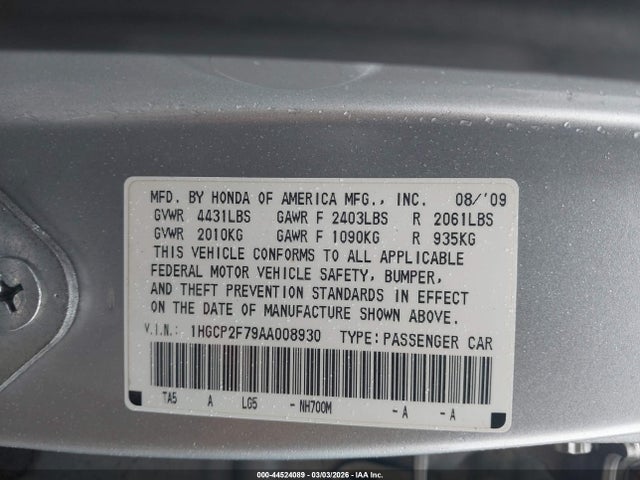 MFD. BY HONDA OF AMERICA MFG., INC. 08/'09
GVWR 4431LBS GAWR F 2403LBS R 2061LBS
GVWR 2010KG GAWR F 1090KG R 935KG
THIS VEHICLE CONFORMS TO ALL APPLICABLE
FEDERAL MOTOR VEHICLE SAFETY, BUMPER,
AND THEFT PREVENTION STANDARDS IN EFFECT
ON THE DATE OF MANUFACTURE SHOWN ABOVE.
V.I.N.: 1HGCP2F79AA008930 TYPE:PASSENGER CAR
TA5 A LG5 -NH700M -A -A
000-44524089 - 03/03/2026 - IAA Inc.